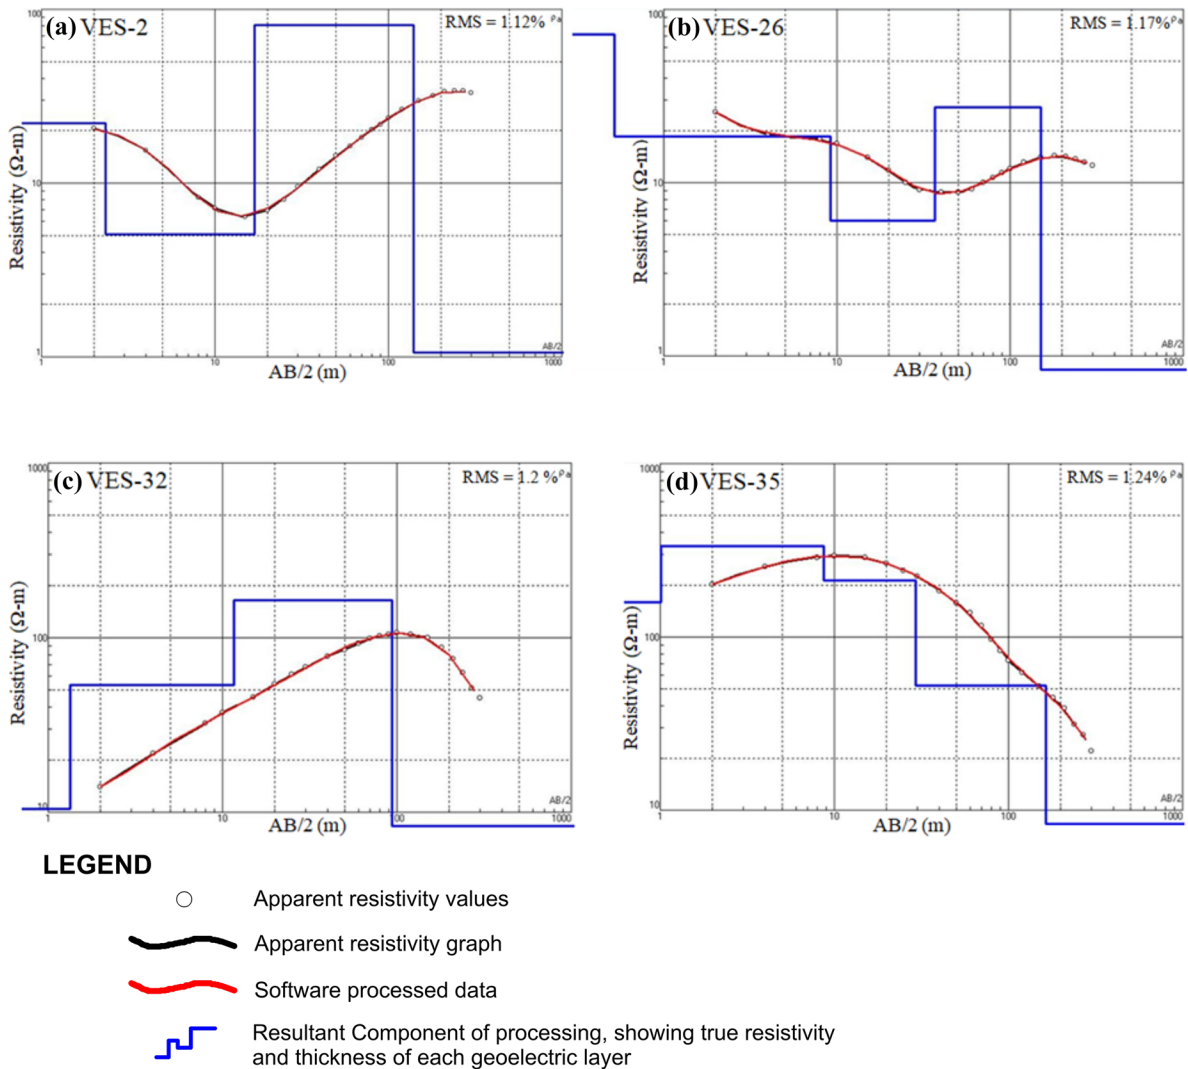 (a) VES-2
RMS = 1.12% ρa
100
10
1
Resistivity (Ω-m)
1
10
100
1000
AB/2
AB/2 (m)
(b) VES-26
RMS = 1.17% ρa
100
10
1
Resistivity (Ω-m)
1
10
100
1000
AB/2
AB/2 (m)
(c) VES-32
RMS = 1.2 % ρa
1000
100
10
Resistivity (Ω-m)
1
10
100
1000
AB/2
AB/2 (m)
(d) VES-35
RMS = 1.24% ρa
1000
100
10
Resistivity (Ω-m)
1
10
100
1000
AB/2
AB/2 (m)
LEGEND
Apparent resistivity values
Apparent resistivity graph
Software processed data
Resultant Component of processing, showing true resistivity
and thickness of each geoelectric layer